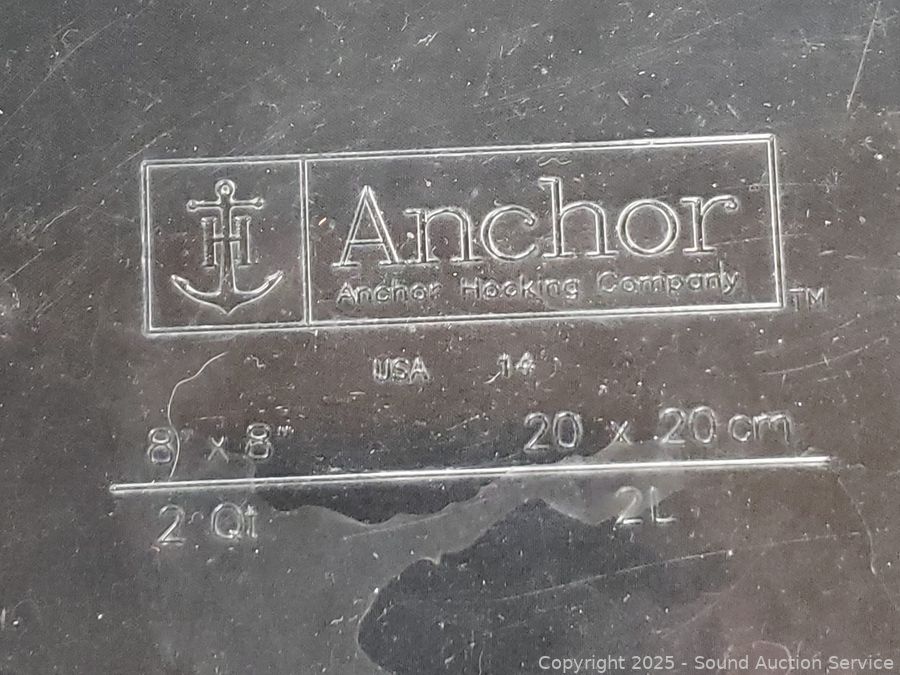 H
Anchor
Anchor Hocking Company
TM
USA 14
8" x 8" 20 x 20 cm
2 Qt 2L
Copyright 2025 - Sound Auction Service